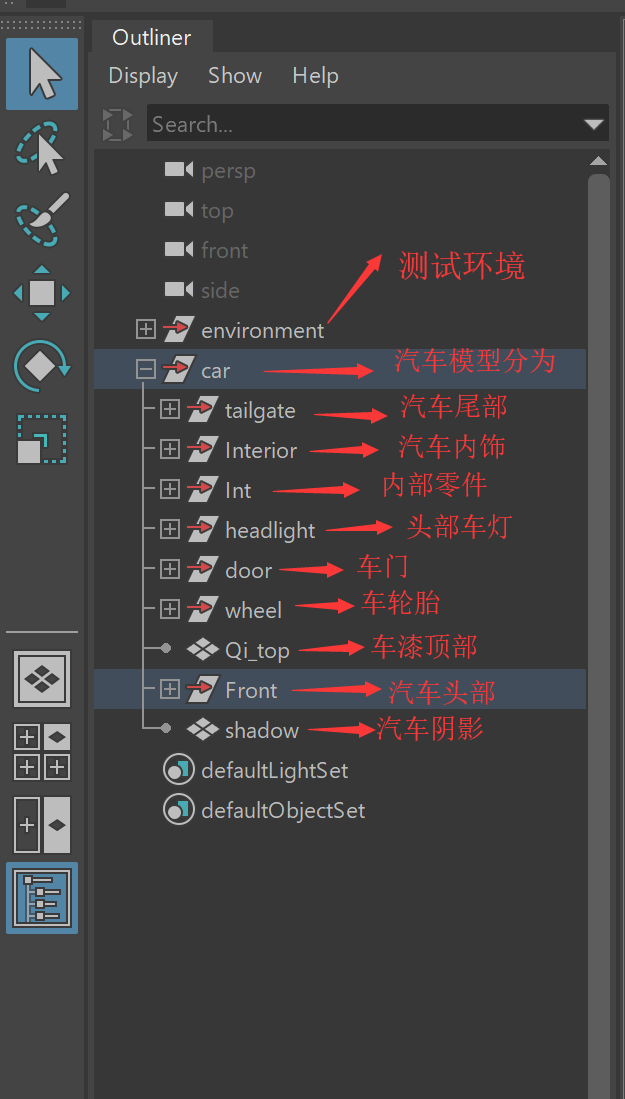 Outliner
Display Show Help
Search...
persp
top
front
side
environment 测试环境
car 汽车模型分为
tailgate 汽车尾部
Interior 汽车内饰
Int 内部零件
headlight 头部车灯
door 车门
wheel 车轮胎
Qi_top 车漆顶部
Front 汽车头部
shadow 汽车阴影
defaultLightSet
defaultObjectSet